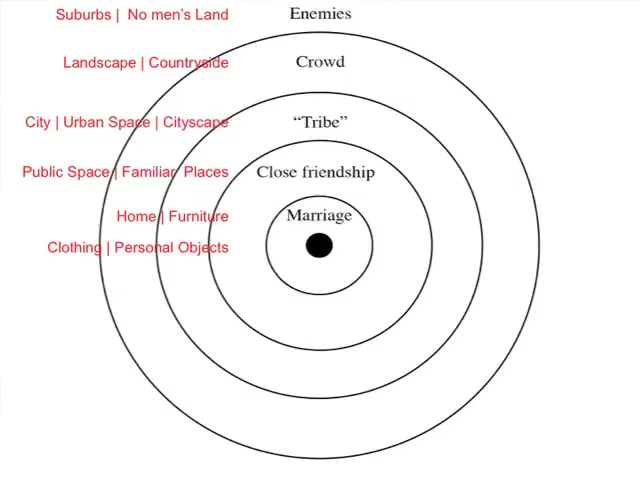 Suburbs | No men's Land
Enemies
Landscape | Countryside
Crowd
City | Urban Space | Cityscape
“Tribe”
Public Space | Familiar Places
Close friendship
Home | Furniture
Marriage
Clothing | Personal Objects